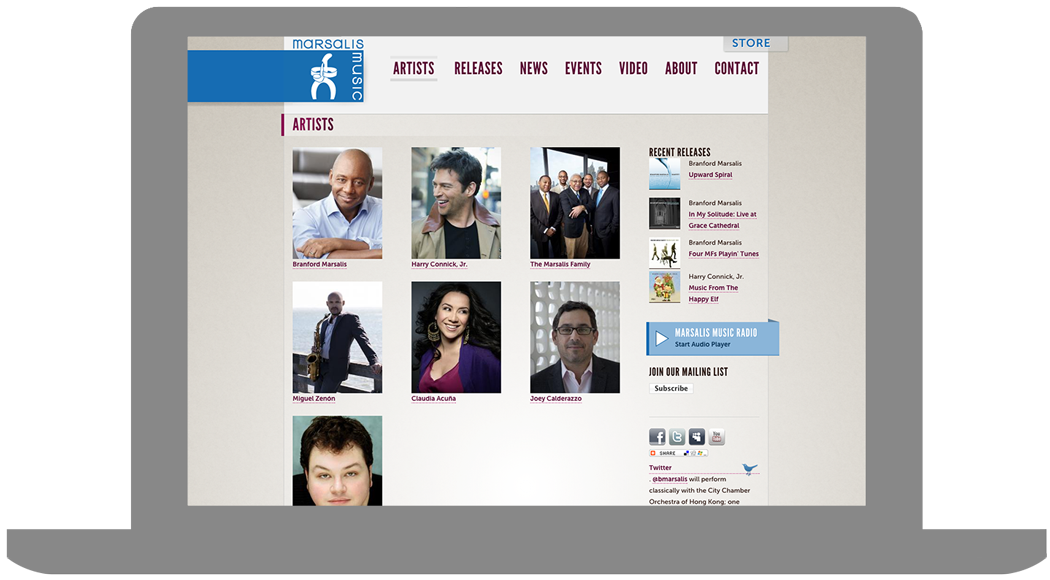 marsalis
music
STORE
ARTISTS RELEASES NEWS EVENTS VIDEO ABOUT CONTACT
ARTISTS
Branford Marsalis
Harry Connick, Jr.
The Marsalis Family
Miguel Zenón
Claudia Acuña
Joey Calderazzo
RECENT RELEASES
Branford Marsalis
Upward Spiral
Branford Marsalis
In My Solitude: Live at
Grace Cathedral
Branford Marsalis
Four MFs Playin' Tunes
Harry Connick, Jr.
Music From The
Happy Elf
MARSALIS MUSIC RADIO
Start Audio Player
JOIN OUR MAILING LIST
Subscribe
SHARE
Twitter
. @bmarsalis will perform
classically with the City Chamber
Orchestra of Hong Kong; one